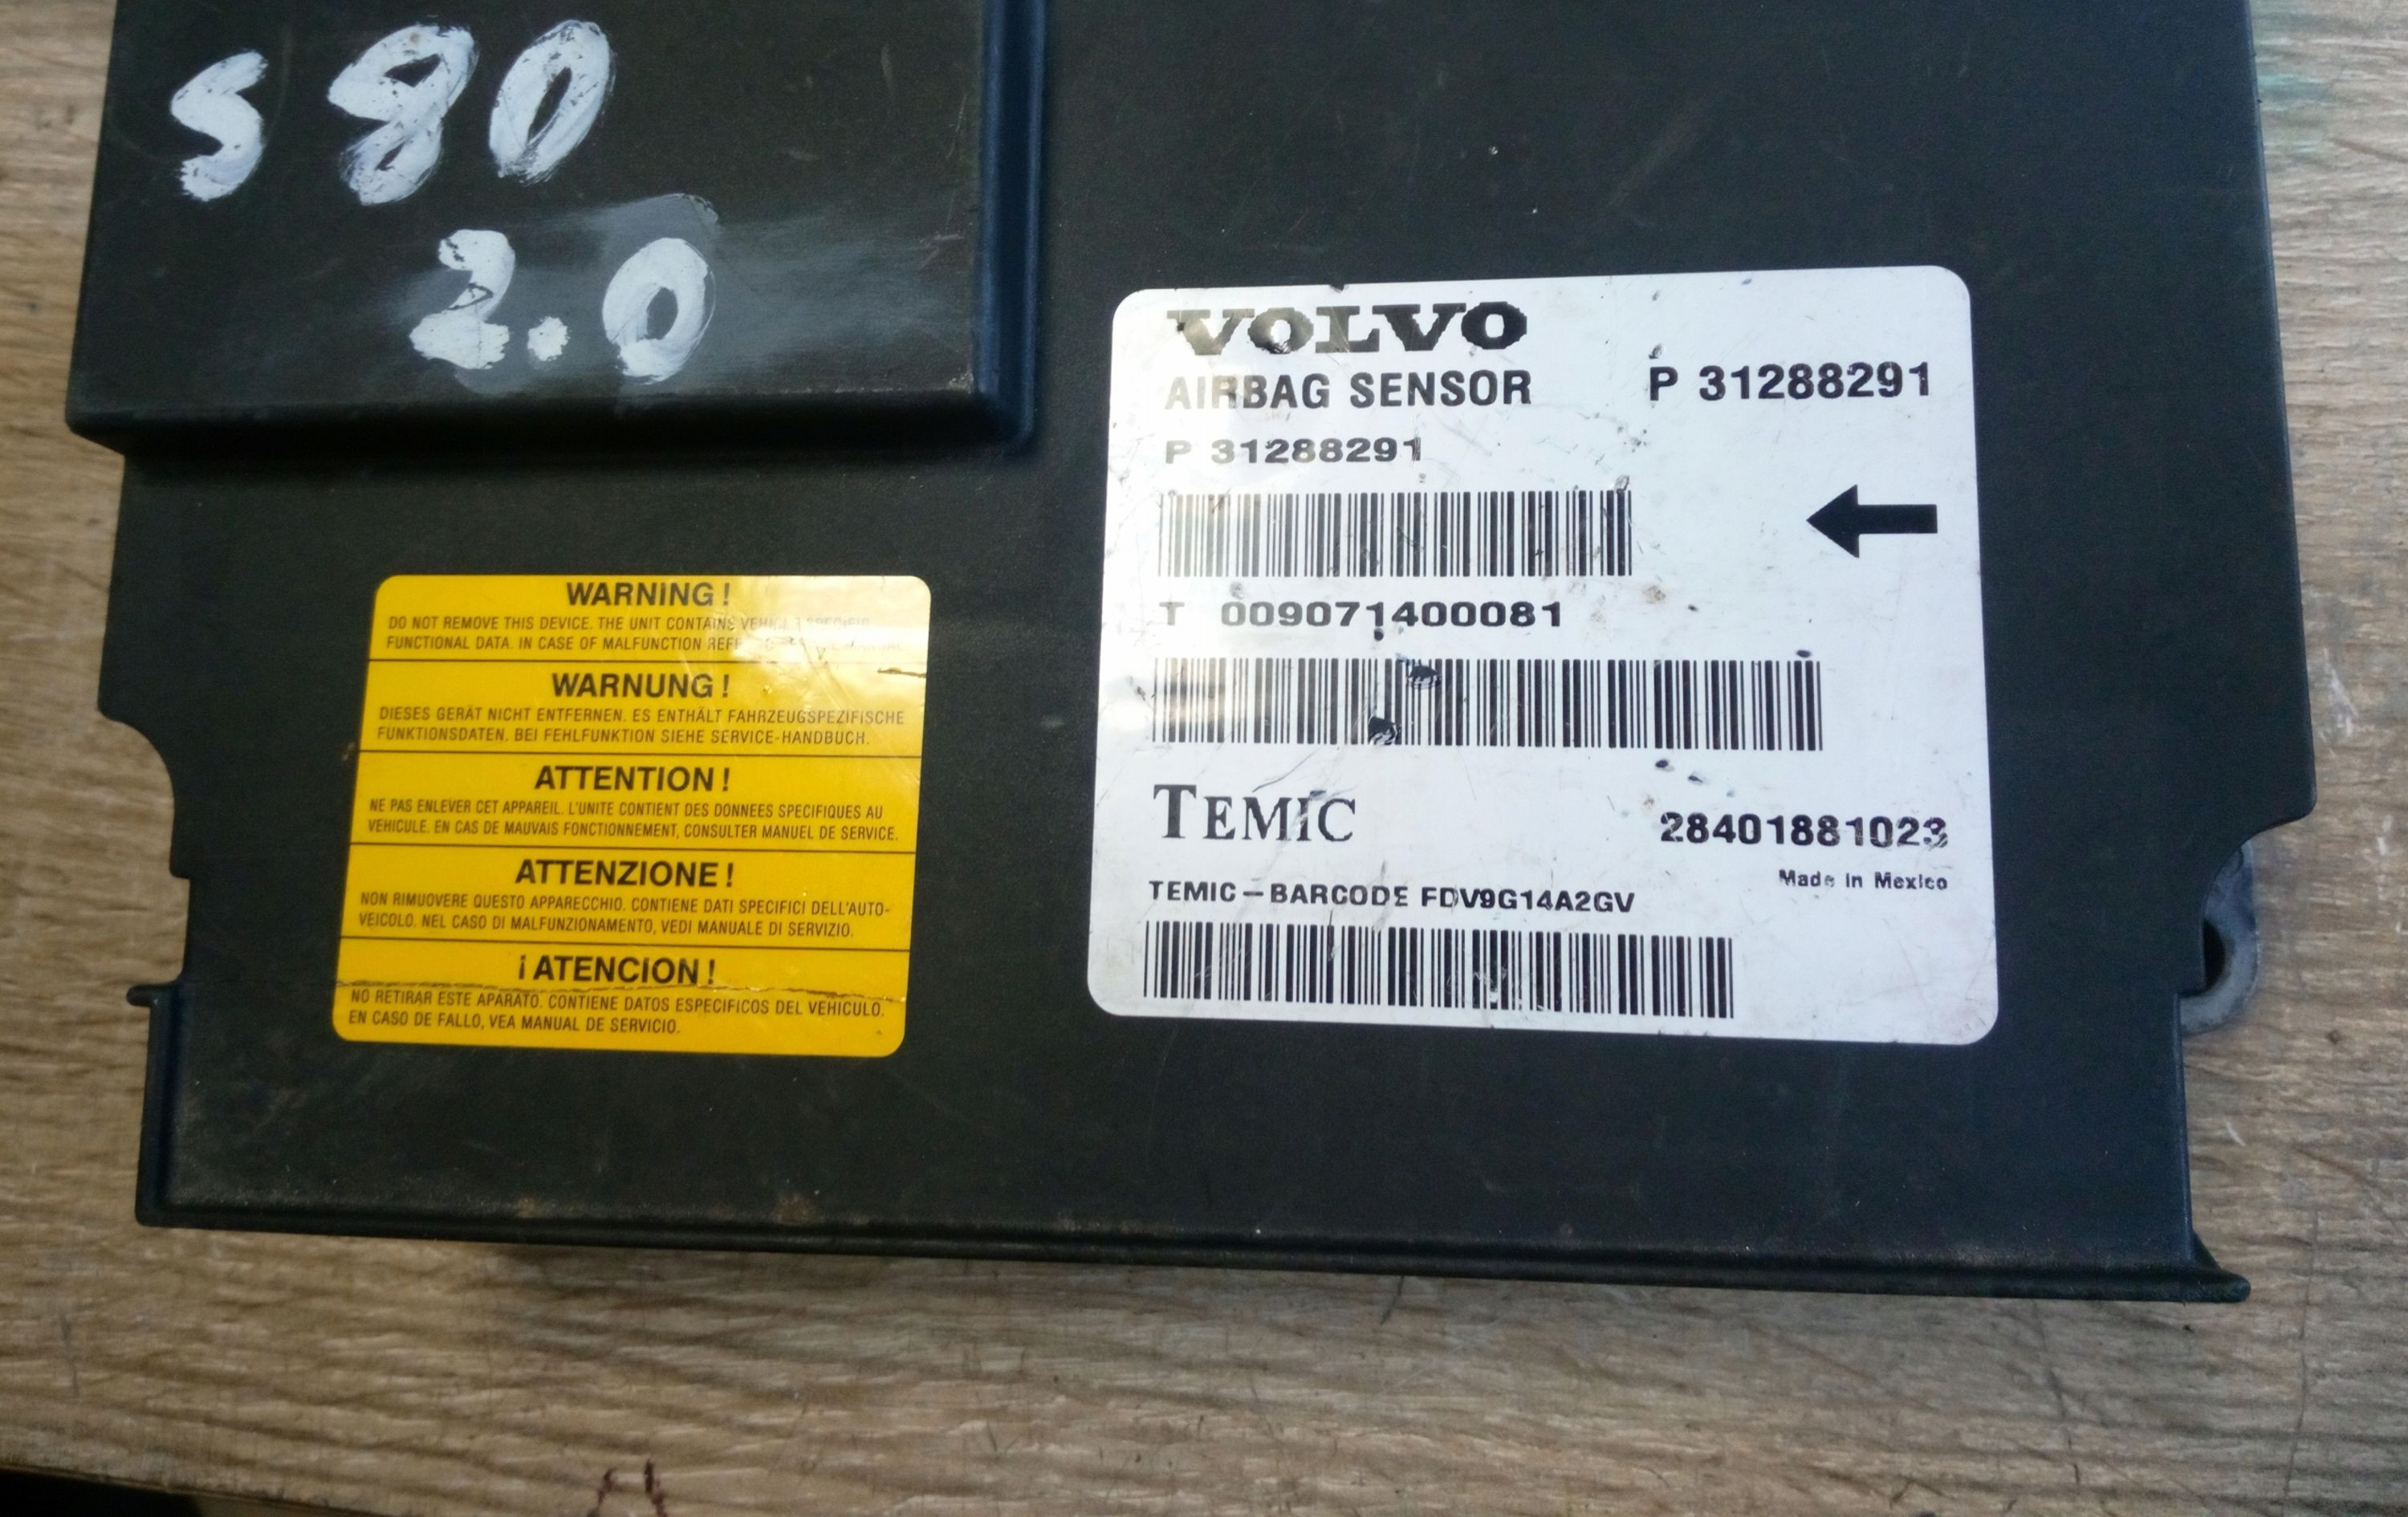 S80
2.0
VOLVO
AIRBAG SENSOR P 31288291
P 31288291
T 009071400081
TEMIC 28401881023
Made in Mexico
TEMIC-BARCODE FDV9G14A2GV
WARNING!
DO NOT REMOVE THIS DEVICE. THE UNIT CONTAINS VEHICLE SPECIFIC
FUNCTIONAL DATA. IN CASE OF MALFUNCTION
WARNUNG!
DIESES GERÄT NICHT ENTFERNEN. ES ENTHÄLT FAHRZEUGSPEZIFISCHE
FUNKTIONSDATEN. BEI FEHLFUNKTION SIEHE SERVICE-HANDBUCH.
ATTENTION!
NE PAS ENLEVER CET APPAREIL. L'UNITE CONTIENT DES DONNEES SPECIFIQUES AU
VEHICULE. EN CAS DE MAUVAIS FONCTIONNEMENT, CONSULTER MANUEL DE SERVICE.
ATTENZIONE!
NON RIMUOVERE QUESTO APPARECCHIO. CONTIENE DATI SPECIFICI DELL'AUTO-
VEICOLO. NEL CASO DI MALFUNZIONAMENTO, VEDI MANUALE DI SERVIZIO.
¡ATENCION!
NO RETIRAR ESTE APARATO. CONTIENE DATOS ESPECIFICOS DEL VEHICULO.
EN CASO DE FALLO, VEA MANUAL DE SERVICIO.